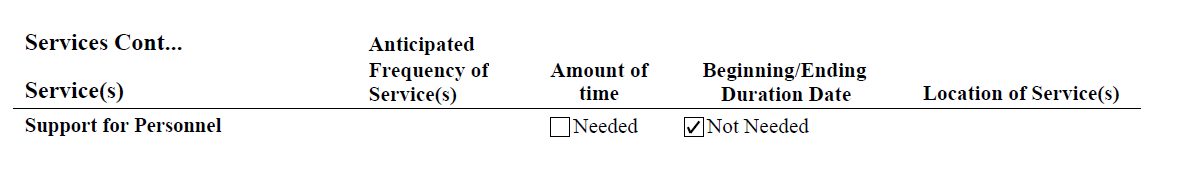 Services Cont...
Anticipated
Frequency of Amount of Beginning/Ending
Service(s) Service(s) time Duration Date Location of Service(s)
Support for Personnel ☐Needed ☑Not Needed